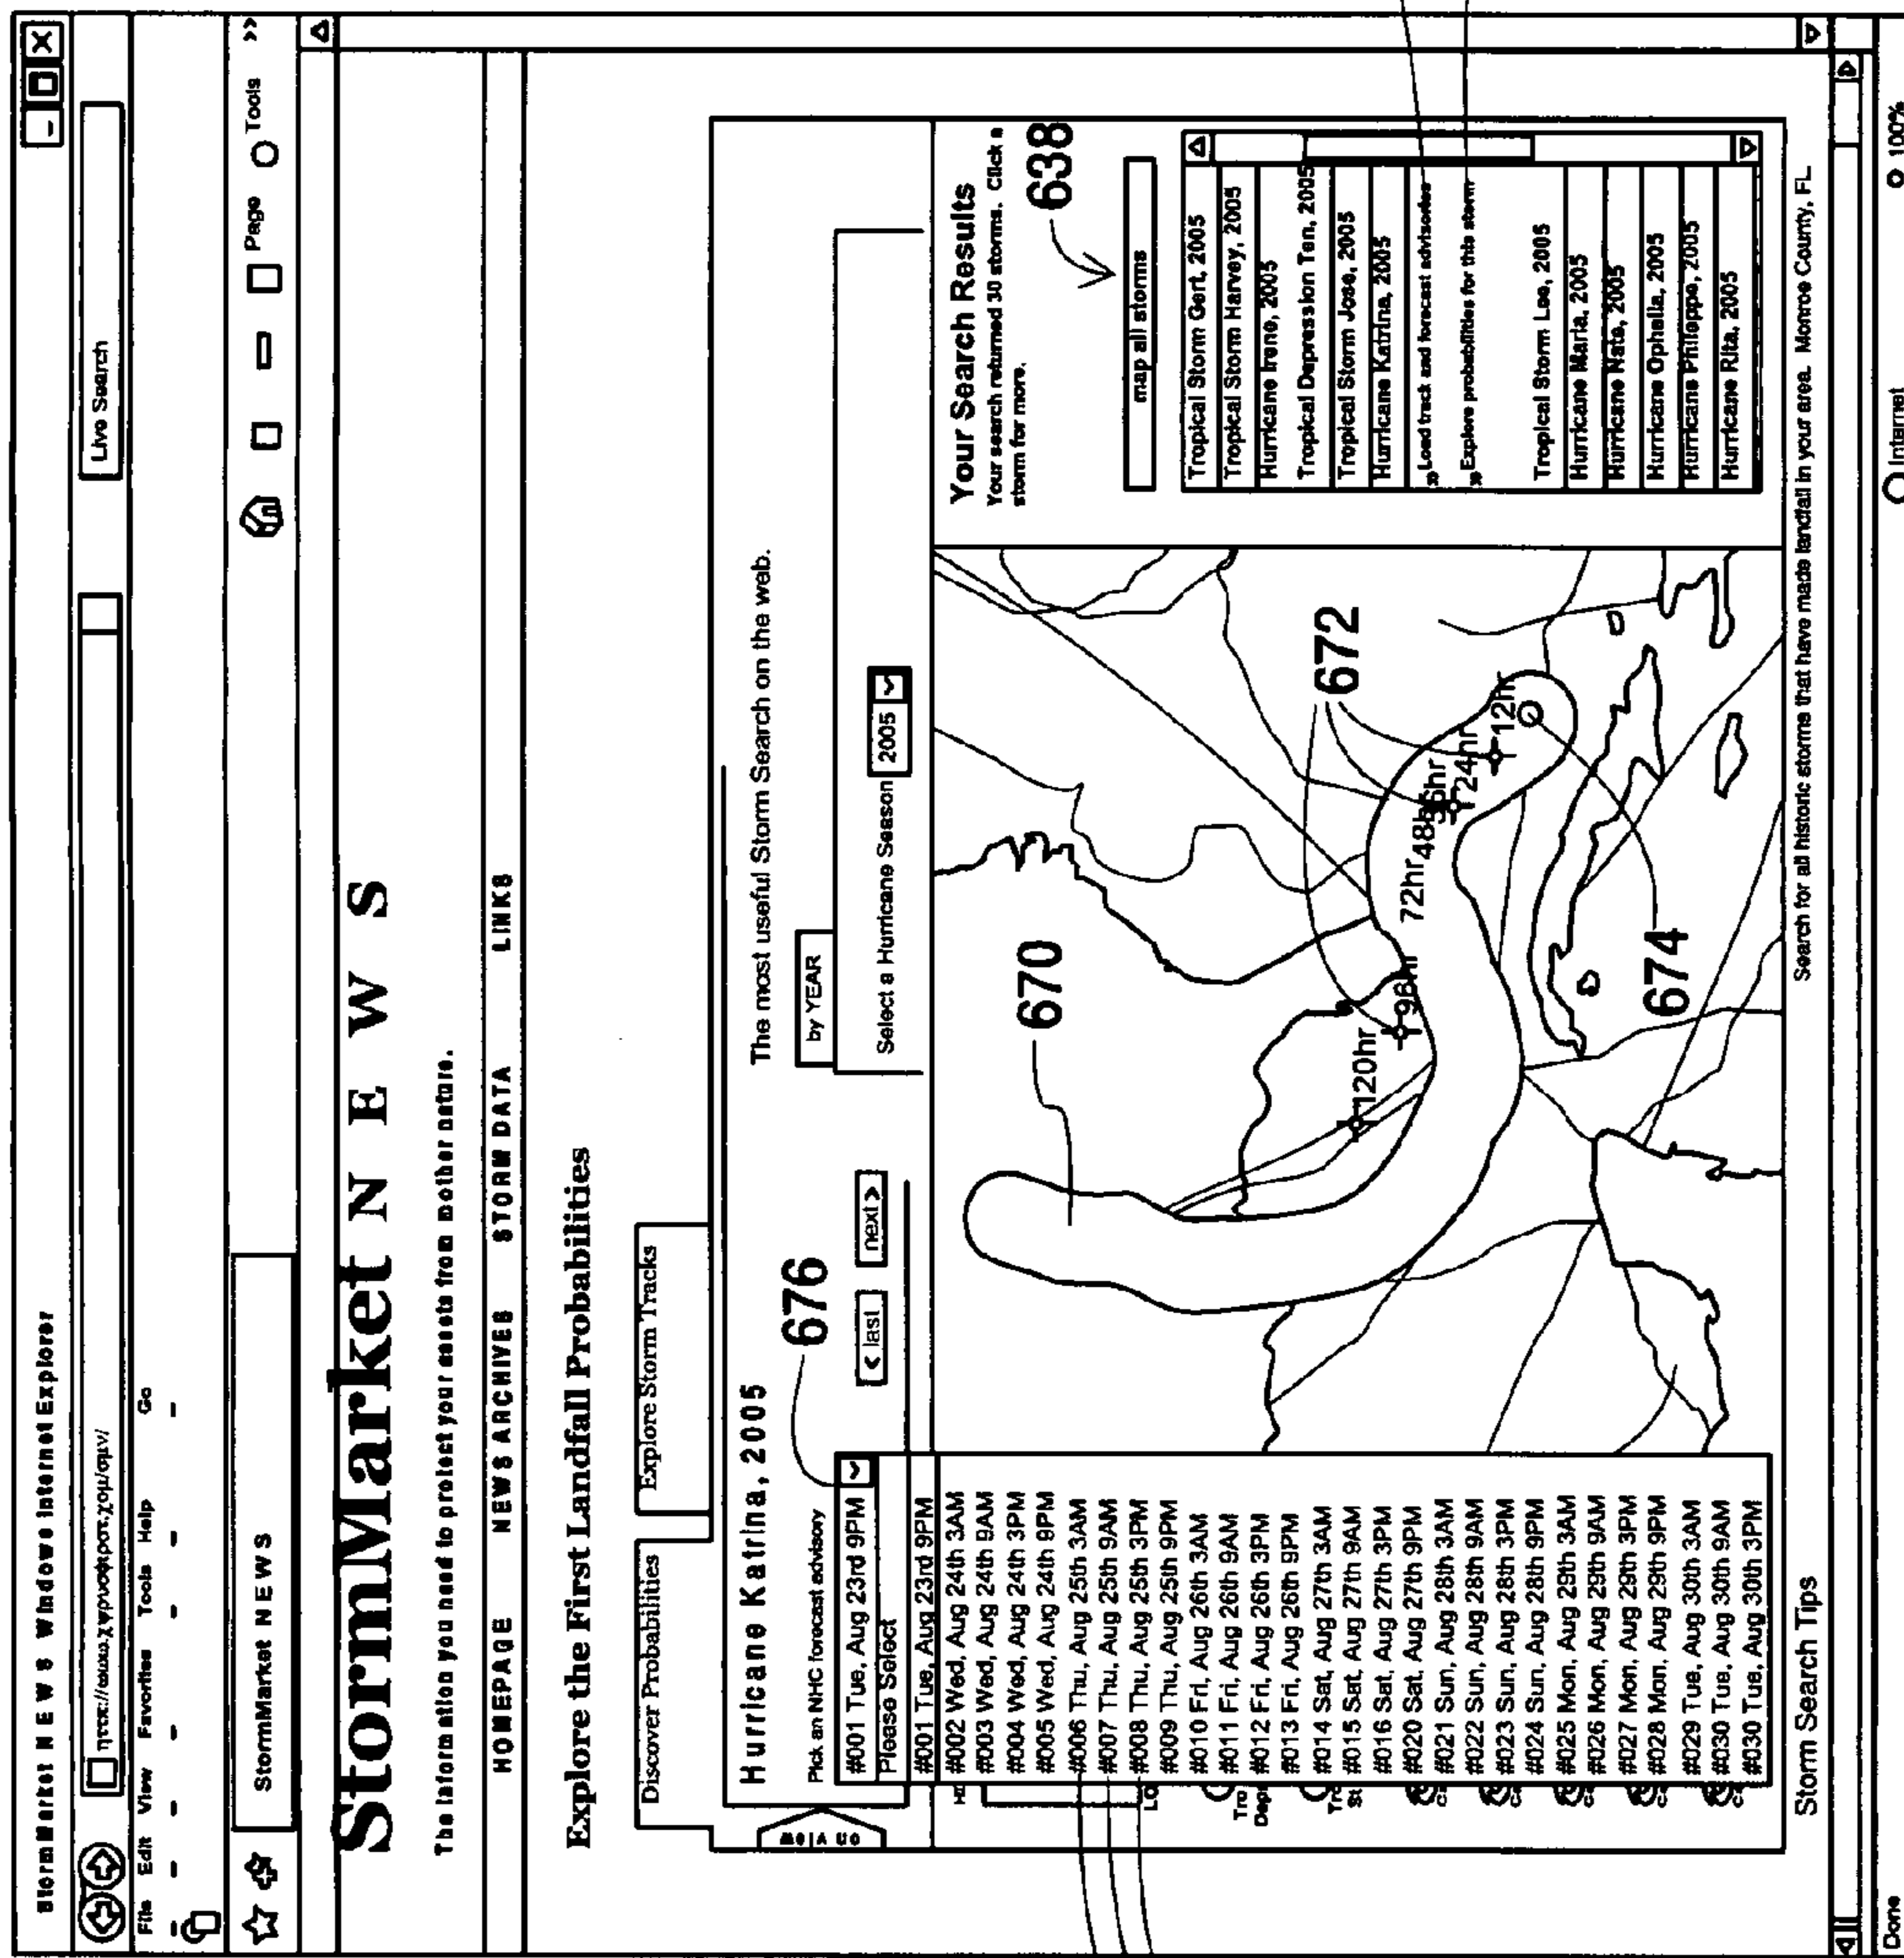 StormMarket N E W S Windows Internet Explorer
ηττπ://ωωω.χψρυσφιρστ.χομ/σμν/
Live Search
File Edit View Favorites Tools Help Go
StormMarket NEWS
Page
Tools
»
StormMarket N E W S
The information you need to protect your assets from mother nature.
HOMEPAGE NEWS ARCHIVES STORM DATA LINKS
Explore the First Landfall Probabilities
Discover Probabilities
Explore Storm Tracks
Hurricane Katrina, 2005
The most useful Storm Search on the web.
676
Pick an NHC forecast advisory
by YEAR
#001 Tue, Aug 23rd 9PM
< last
next >
Select a Hurricane Season
2005
Please Select
#001 Tue, Aug 23rd 9PM
#002 Wed, Aug 24th 3AM
#003 Wed, Aug 24th 9AM
#004 Wed, Aug 24th 3PM
#005 Wed, Aug 24th 9PM
#006 Thu, Aug 25th 3AM
#007 Thu, Aug 25th 9AM
#008 Thu, Aug 25th 3PM
#009 Thu, Aug 25th 9PM
#010 Fri, Aug 26th 3AM
#011 Fri, Aug 26th 9AM
#012 Fri, Aug 26th 3PM
#013 Fri, Aug 26th 9PM
#014 Sat, Aug 27th 3AM
#015 Sat, Aug 27th 9AM
#016 Sat, Aug 27th 3PM
#020 Sat, Aug 27th 9PM
#021 Sun, Aug 28th 3AM
#022 Sun, Aug 28th 9AM
#023 Sun, Aug 28th 3PM
#024 Sun, Aug 28th 9PM
#025 Mon, Aug 29th 3AM
#026 Mon, Aug 29th 9AM
#027 Mon, Aug 29th 3PM
#028 Mon, Aug 29th 9PM
#029 Tue, Aug 30th 3AM
#030 Tue, Aug 30th 9AM
#030 Tue, Aug 30th 3PM
LO
Tro
Depr
Tro
St
670
672
674
120hr
96hr
72hr
48hr
36hr
24hr
12hr
Your Search Results
Your search returned 30 storms. Click a
storm for more.
638
map all storms
Tropical Storm Gert, 2005
Tropical Storm Harvey, 2005
Hurricane Irene, 2005
Tropical Depression Ten, 2005
Tropical Storm Jose, 2005
Hurricane Katrina, 2005
» Load track and forecast advisories
» Explore probabilities for this storm
Tropical Storm Lee, 2005
Hurricane Maria, 2005
Hurricane Nate, 2005
Hurricane Ophelia, 2005
Hurricane Philippe, 2005
Hurricane Rita, 2005
Storm Search Tips
Search for all historic storms that have made landfall in your area. Monroe County, FL
Done
Internet
100%